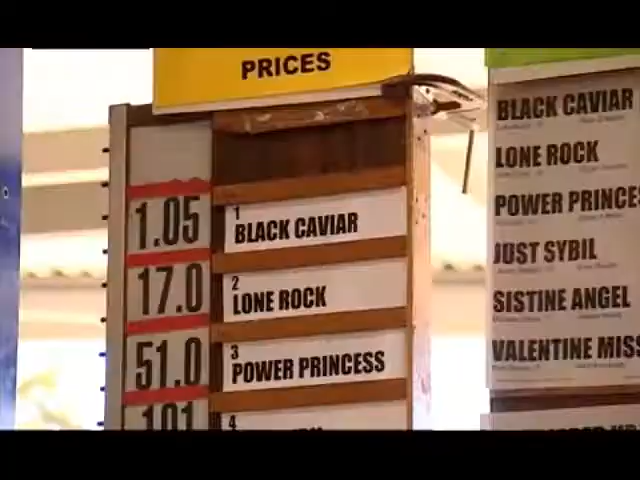 PRICES
1.05 1 BLACK CAVIAR
17.0 2 LONE ROCK
51.0 3 POWER PRINCESS
101 4
BLACK CAVIAR
LONE ROCK
POWER PRINCE
JUST SYBIL
SISTINE ANGEL
VALENTINE MISS